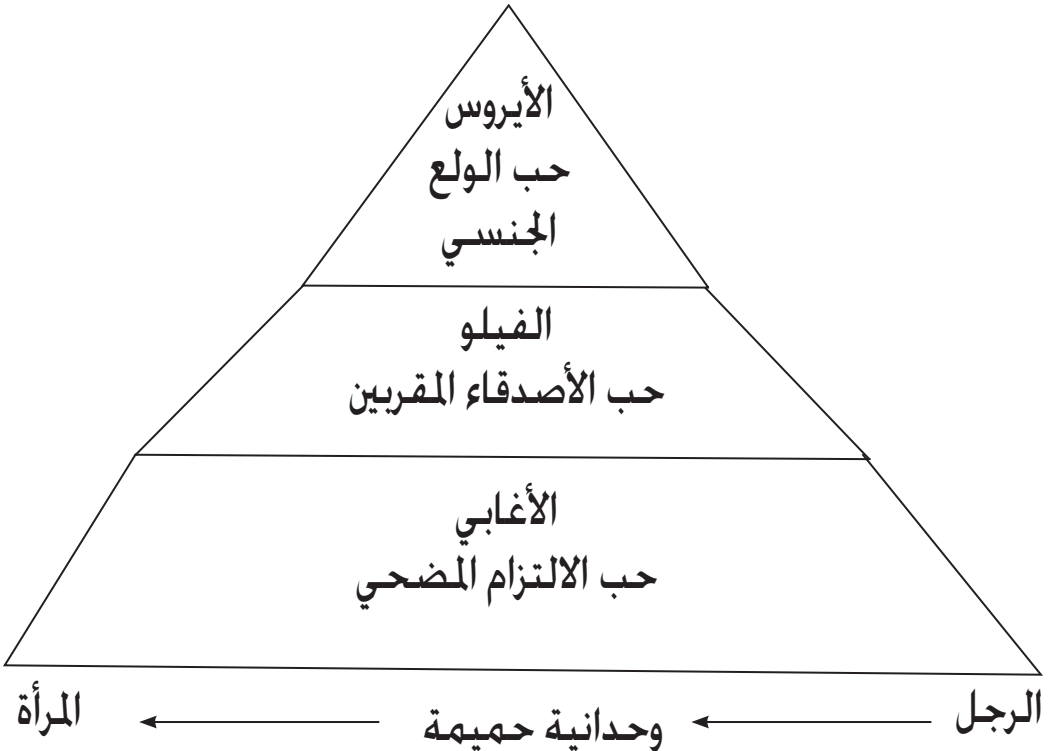 الأيروس
حب الولع
الجنسي
الفيلو
حب الأصدقاء المقربين
الأغابي
حب الالتزام المضحي
الرجل
وحدانية حميمة
المرأة